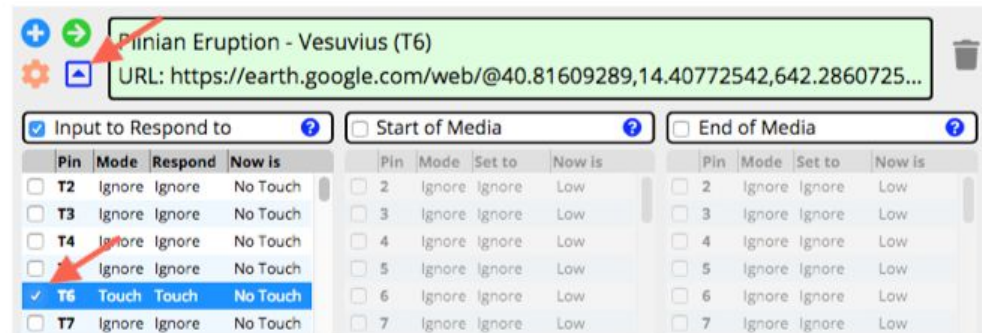 Plinian Eruption - Vesuvius (T6)
URL: https://earth.google.com/web/@40.81609289,14.40772542,642.2860725...
Input to Respond to ? Start of Media ? End of Media ?
Pin Mode Respond Now is Pin Mode Set to Now is Pin Mode Set to Now is
T2 Ignore Ignore No Touch 2 Ignore Ignore Low 2 Ignore Ignore Low
T3 Ignore Ignore No Touch 3 Ignore Ignore Low 3 Ignore Ignore Low
T4 Ignore Ignore No Touch 4 Ignore Ignore Low 4 Ignore Ignore Low
Ignore Ignore No Touch 5 Ignore Ignore Low 5 Ignore Ignore Low
T6 Touch Touch No Touch 6 Ignore Ignore Low 6 Ignore Ignore Low
T7 Ignore Ignore No Touch 7 Ignore Ignore Low 7 Ignore Ignore Low